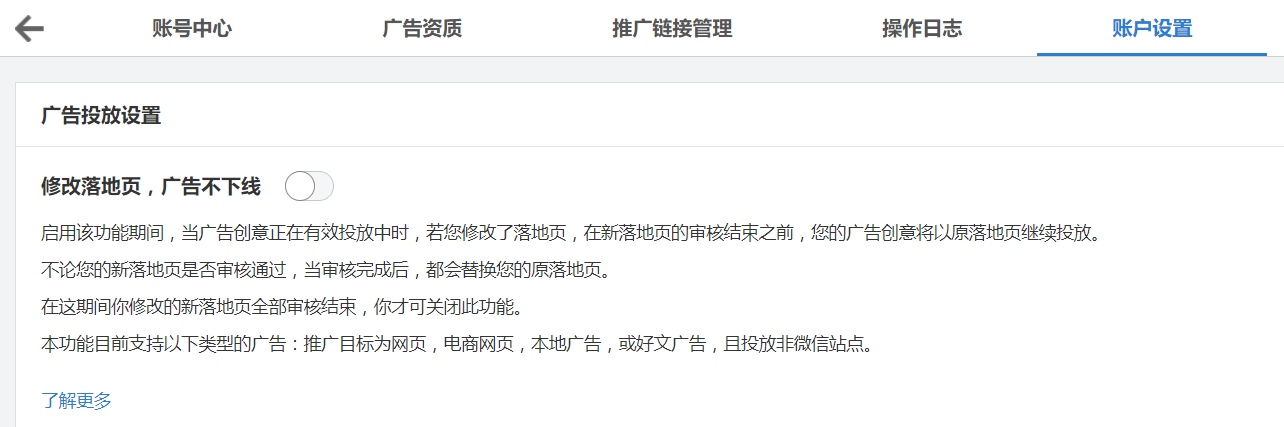 账号中心 广告资质 推广链接管理 操作日志 账户设置
广告投放设置
修改落地页，广告不下线
启用该功能期间，当广告创意正在有效投放中时，若您修改了落地页，在新落地页的审核结束之前，您的广告创意将以原落地页继续投放。
不论您的新落地页是否审核通过，当审核完成后，都会替换您的原落地页。
在这期间你修改的新落地页全部审核结束，你才可关闭此功能。
本功能目前支持以下类型的广告：推广目标为网页，电商网页，本地广告，或好文广告，且投放非微信站点。
了解更多